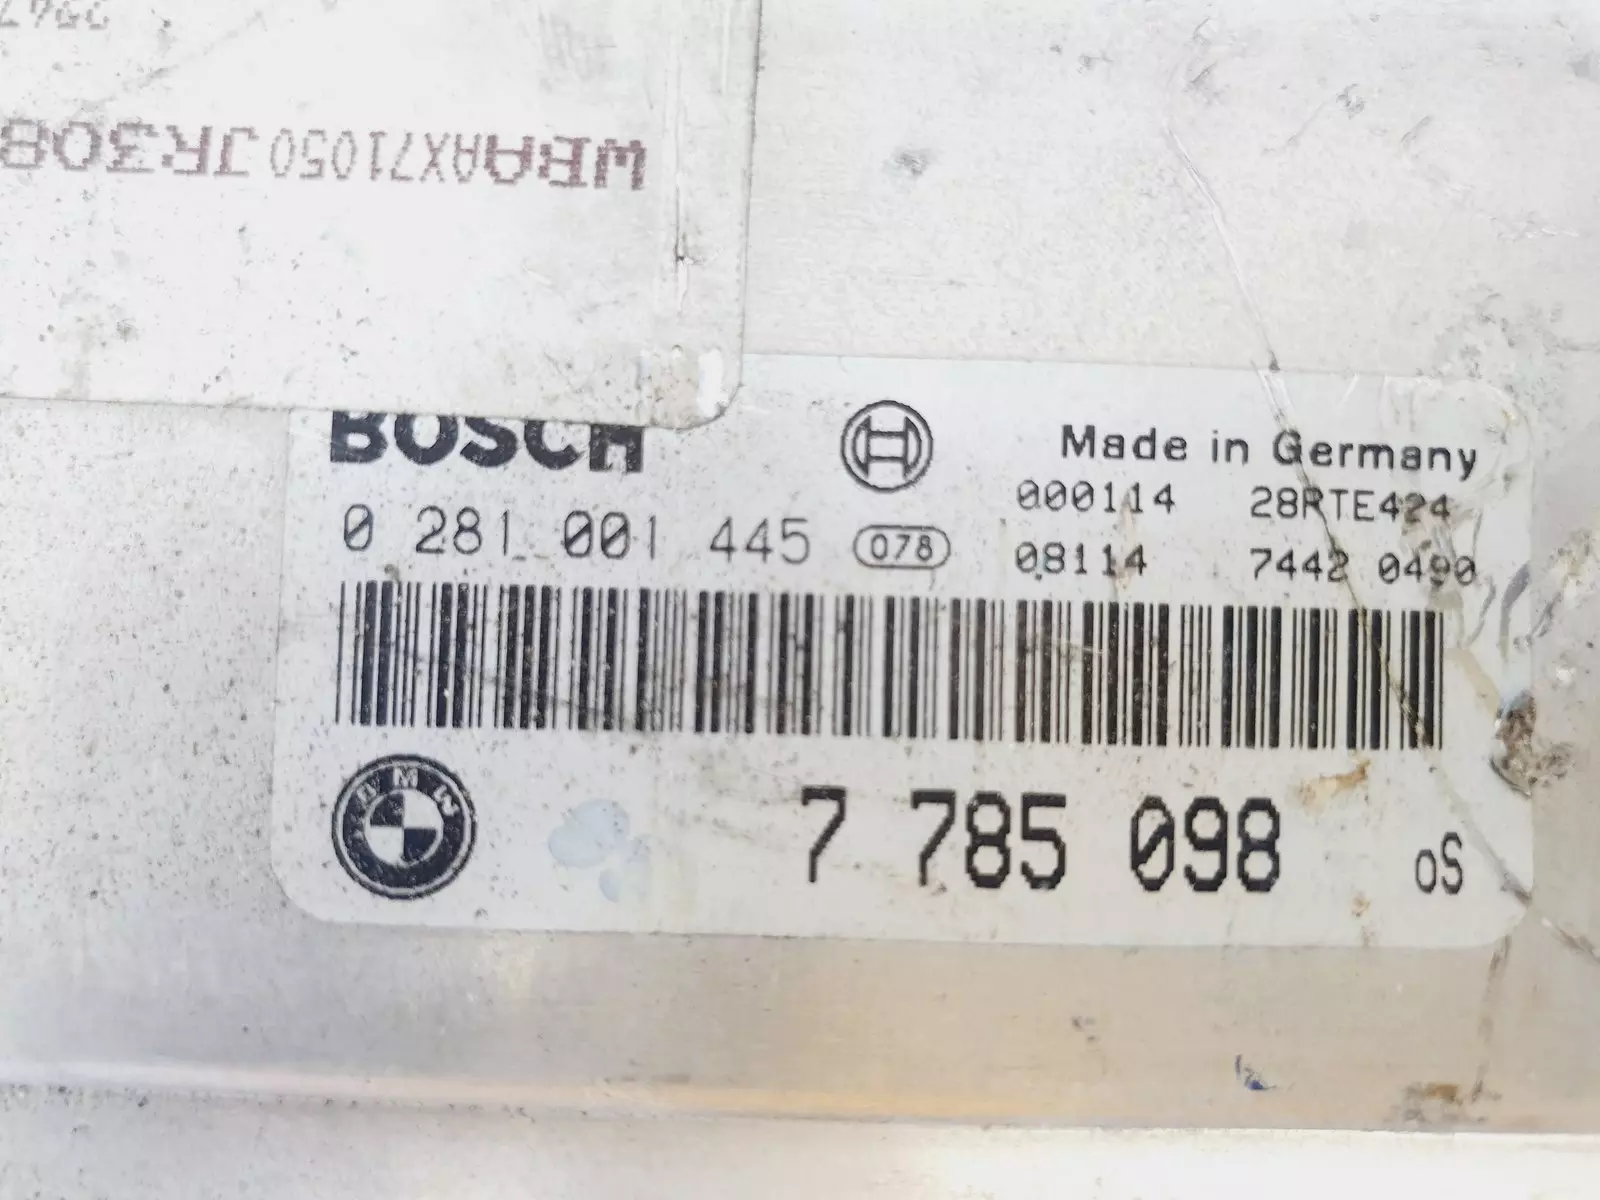 WBAAX71050JR308
BOSCH
Made in Germany
000114 28RTE424
0 281 001 445 078
08114 7442 0490
BMW
7 785 098 oS